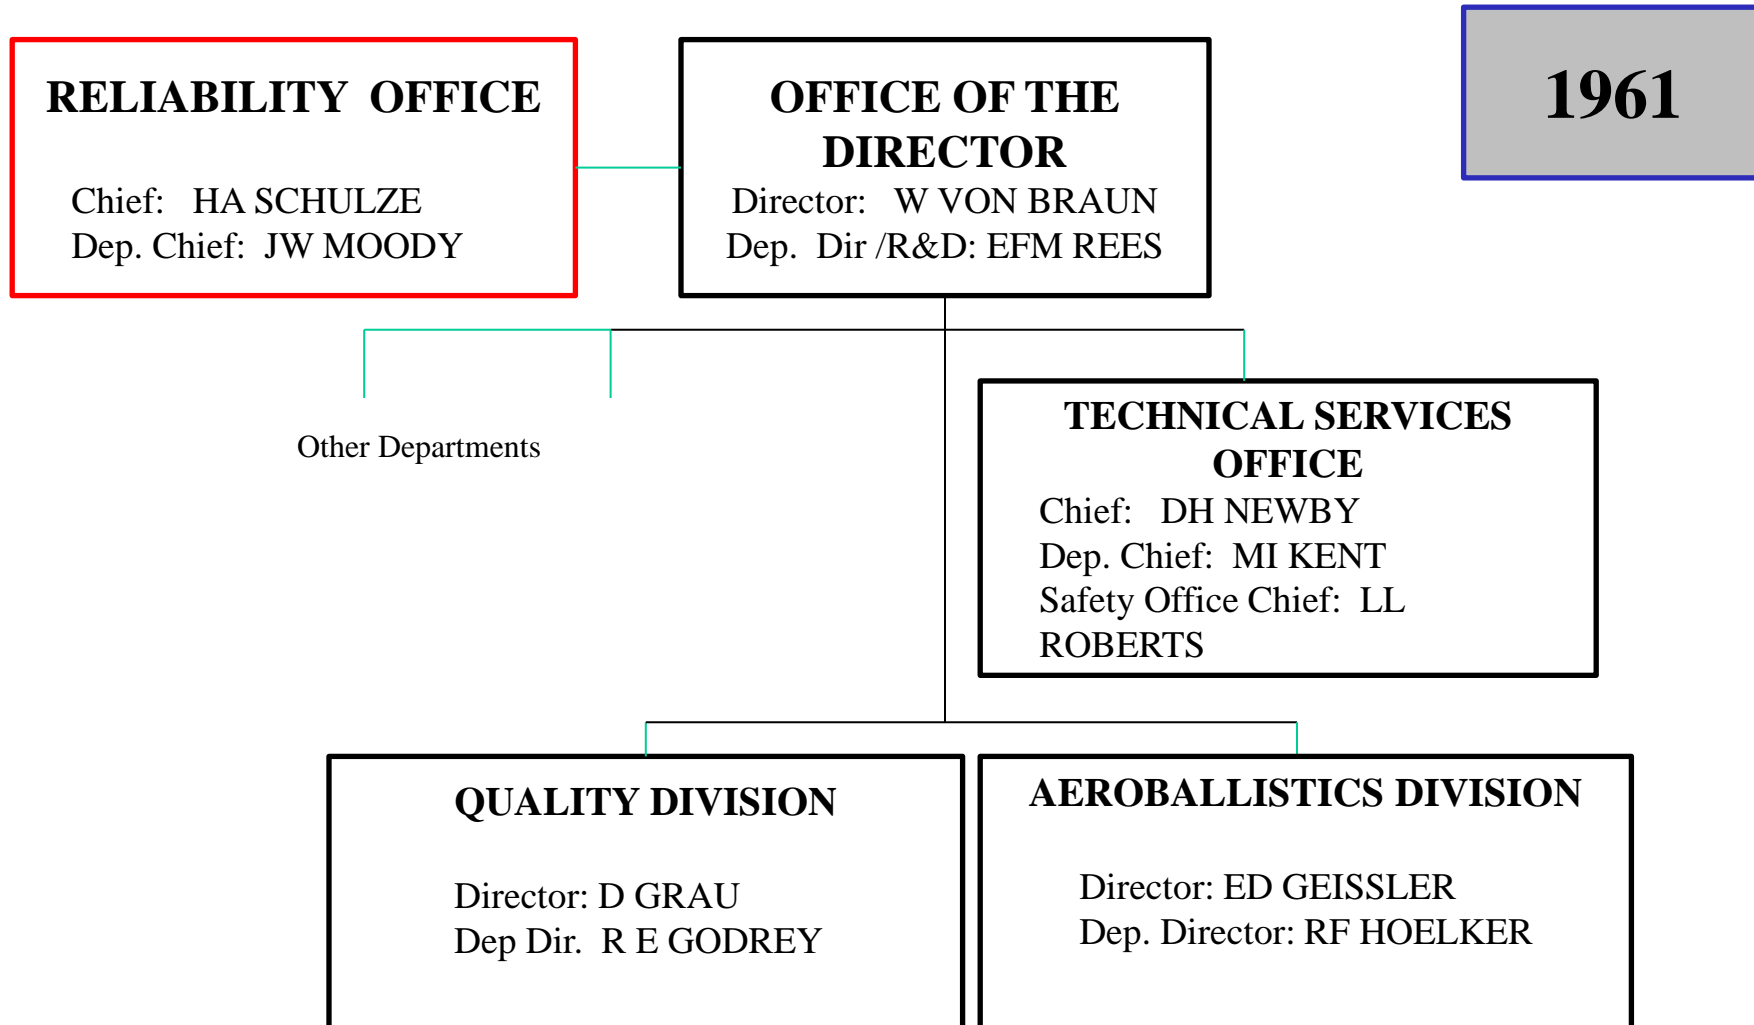 RELIABILITY OFFICE
Chief: HA SCHULZE
Dep. Chief: JW MOODY
OFFICE OF THE
DIRECTOR
Director: W VON BRAUN
Dep. Dir /R&D: EFM REES
1961
Other Departments
TECHNICAL SERVICES
OFFICE
Chief: DH NEWBY
Dep. Chief: MI KENT
Safety Office Chief: LL
ROBERTS
QUALITY DIVISION
Director: D GRAU
Dep Dir. R E GODREY
AEROBALLISTICS DIVISION
Director: ED GEISSLER
Dep. Director: RF HOELKER